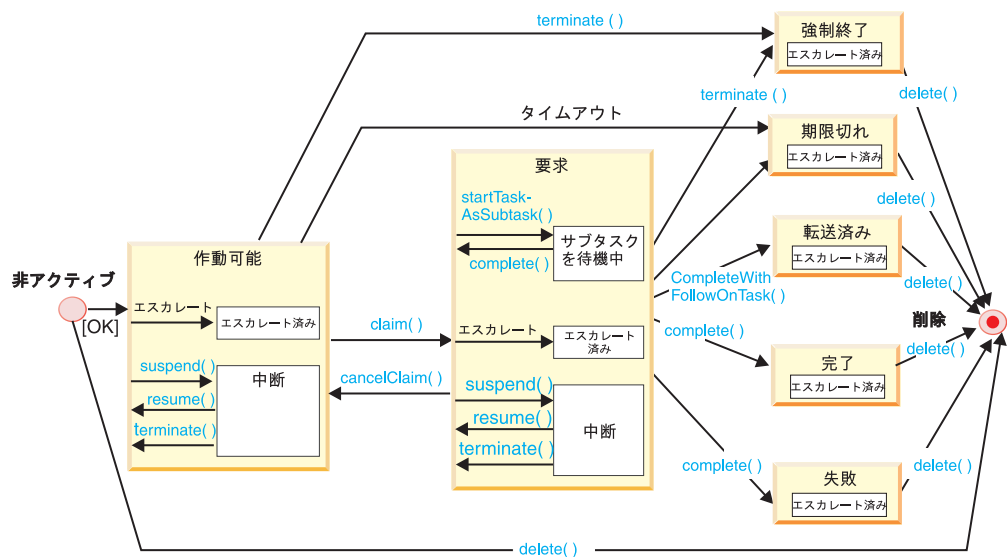 terminate ( )
強制終了
エスカレート済み
delete( )
terminate ( )
タイムアウト
期限切れ
エスカレート済み
delete( )
要求
startTask-
AsSubtask( )
サブタスク
を待機中
complete( )
転送済み
エスカレート済み
delete( )
CompleteWith
FollowOnTask( )
作動可能
非アクティブ
[OK]
エスカレート
エスカレート済み
claim( )
エスカレート
エスカレート
済み
complete( )
削除
delete( )
完了
エスカレート済み
suspend( )
中断
resume( )
terminate( )
cancelClaim( )
suspend( )
resume( )
中断
terminate( )
complete( )
失敗
エスカレート済み
delete( )
delete( )